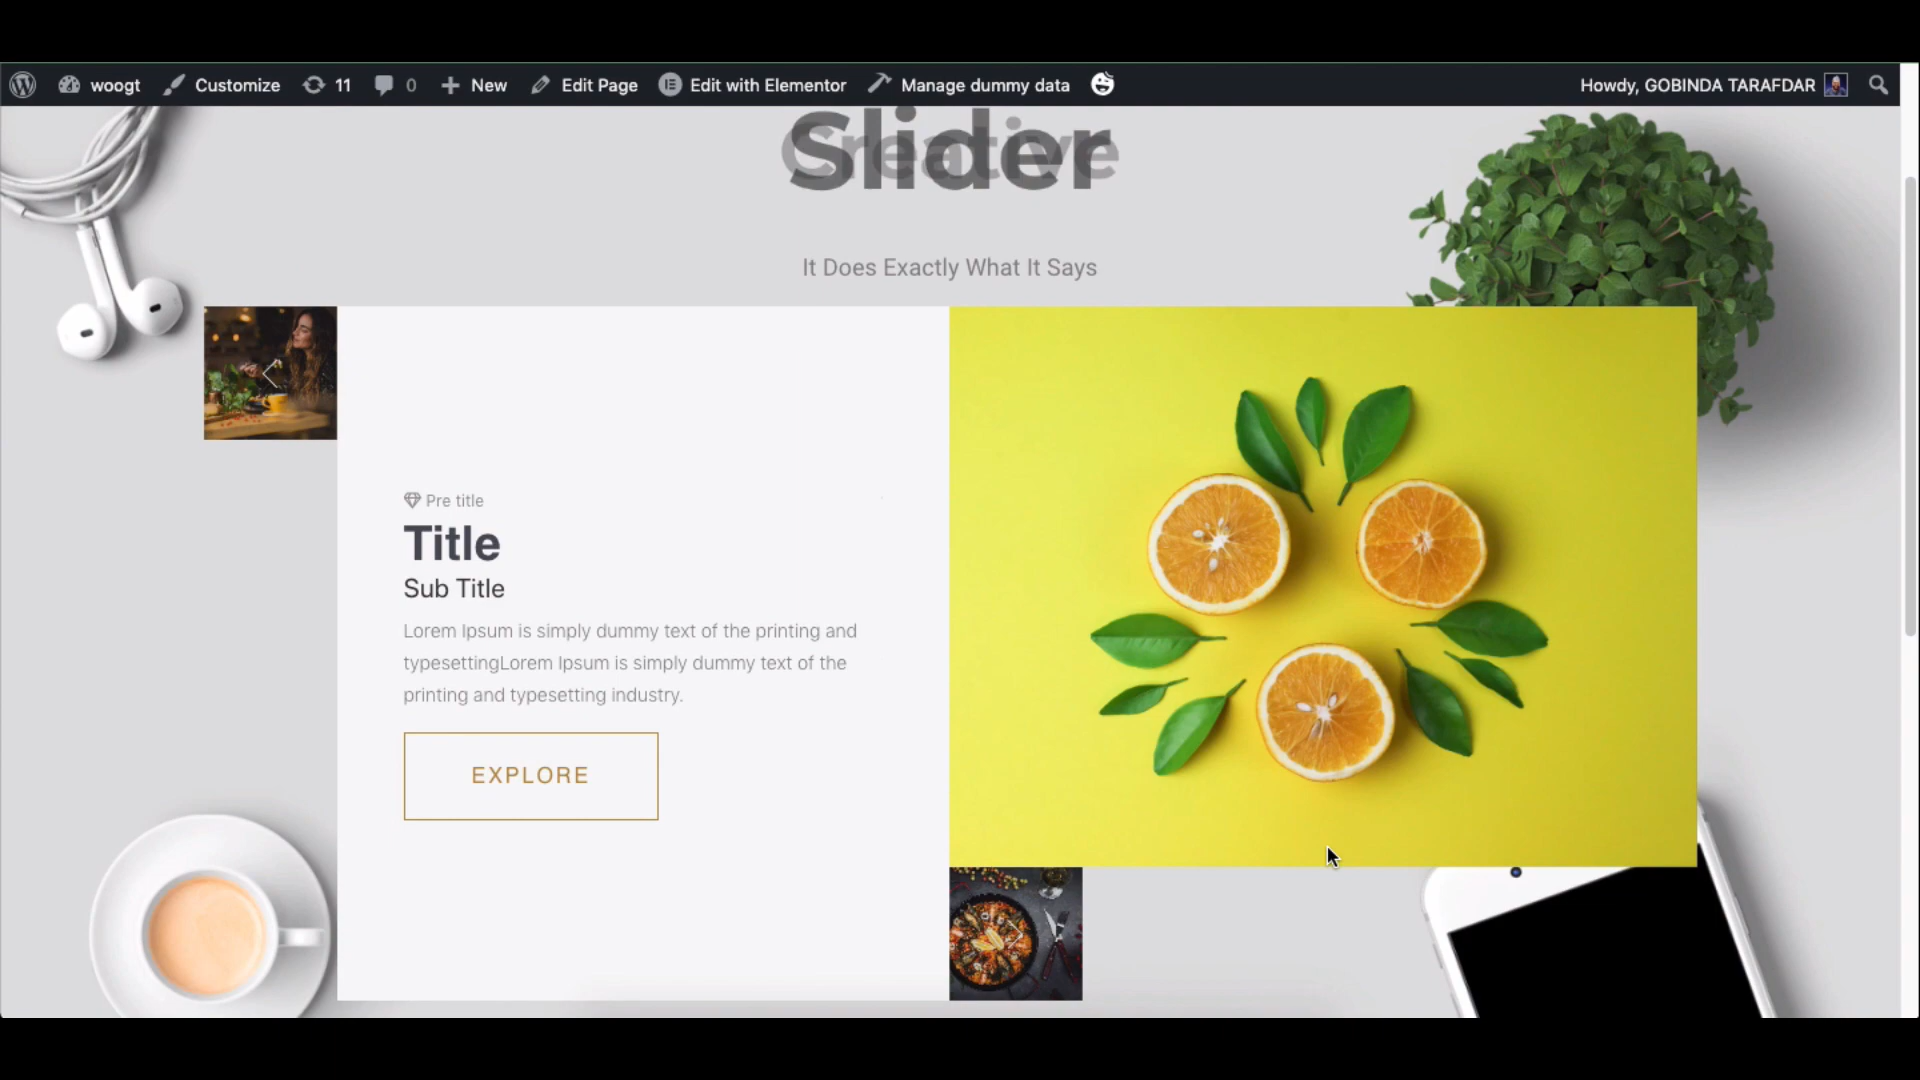 woogt Customize 11 0 New Edit Page Edit with Elementor Manage dummy data Howdy, GOBINDA TARAFDAR
Creative
Slider
It Does Exactly What It Says
Pre title
Title
Sub Title
Lorem Ipsum is simply dummy text of the printing and
typesettingLorem Ipsum is simply dummy text of the
printing and typesetting industry.
EXPLORE